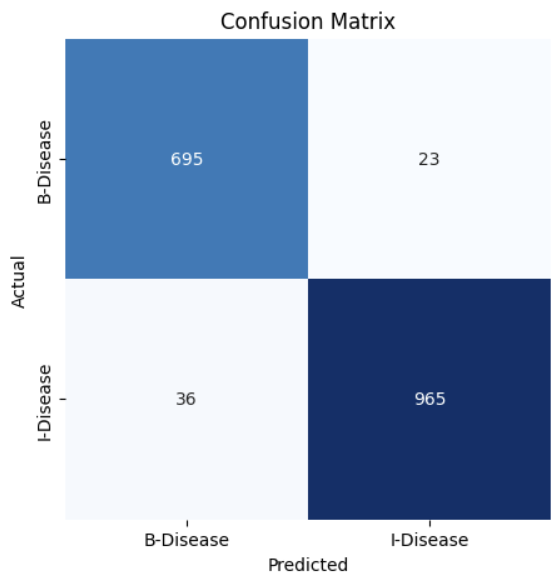 Confusion Matrix
Actual
B-Disease
695
23
I-Disease
36
965
B-Disease
I-Disease
Predicted